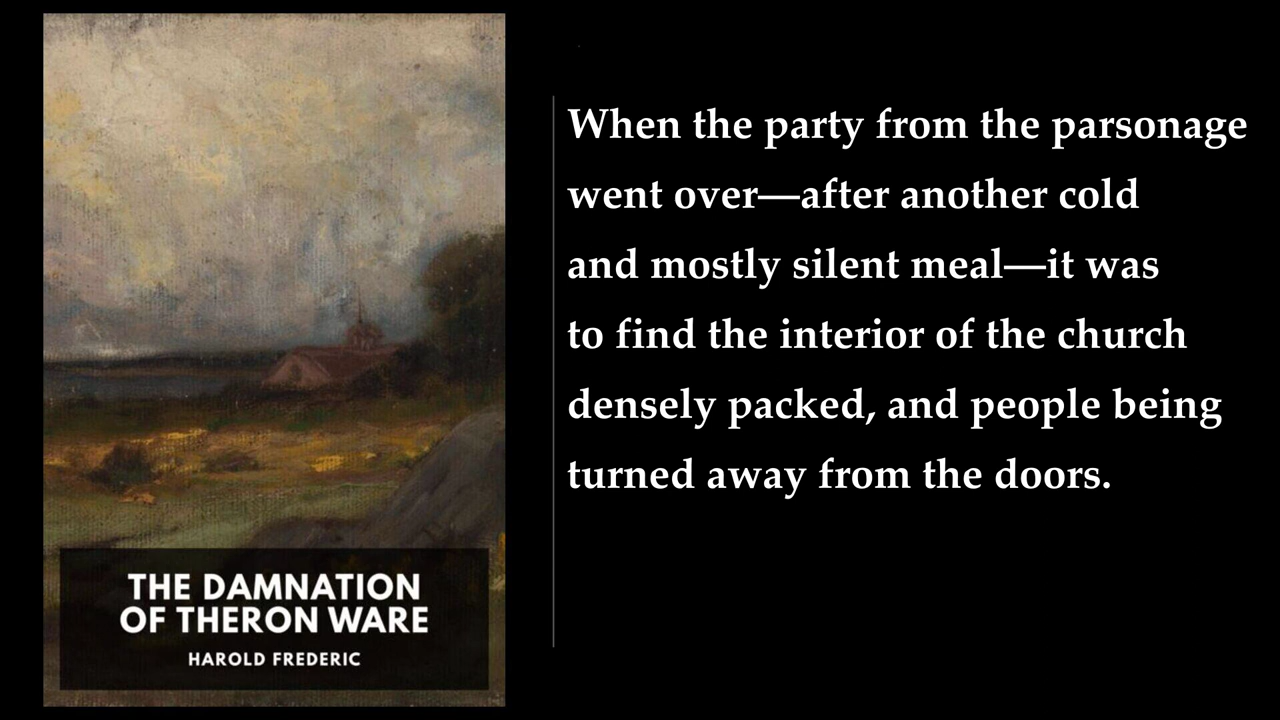 When the party from the parsonage
went over—after another cold
and mostly silent meal—it was
to find the interior of the church
densely packed, and people being
turned away from the doors.
THE DAMNATION
OF THERON WARE
HAROLD FREDERIC